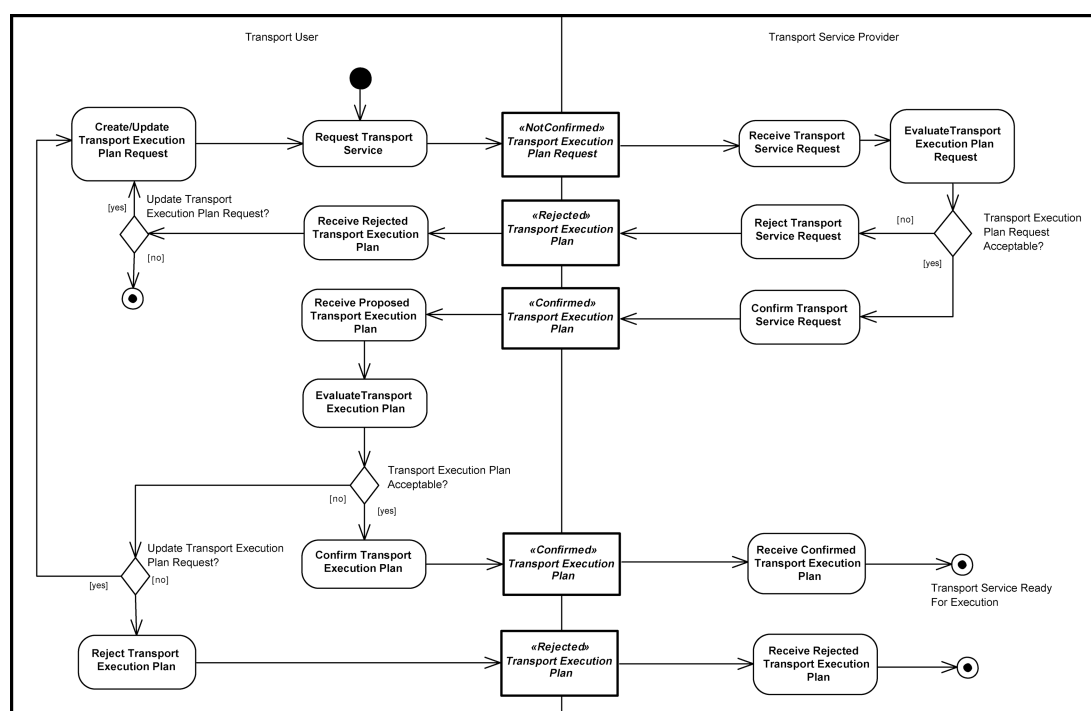 Transport User
Transport Service Provider
Create/Update
Transport Execution
Plan Request
Request Transport
Service
«NotConfirmed»
Transport Execution
Plan Request
Receive Transport
Service Request
EvaluateTransport
Execution Plan
Request
[yes]
Update Transport
Execution Plan Request?
[no]
Receive Rejected
Transport Execution
Plan
«Rejected»
Transport Execution
Plan
Reject Transport
Service Request
[no]
Transport Execution
Plan Request
Acceptable?
[yes]
Receive Proposed
Transport Execution
Plan
«Confirmed»
Transport Execution
Plan
Confirm Transport
Service Request
EvaluateTransport
Execution Plan
Transport Execution Plan
Acceptable?
[no]
[yes]
Update Transport Execution
Plan Request?
[yes]
[no]
Confirm Transport
Execution Plan
«Confirmed»
Transport Execution
Plan
Receive Confirmed
Transport Execution
Plan
Transport Service Ready
For Execution
Reject Transport
Execution Plan
«Rejected»
Transport Execution
Plan
Receive Rejected
Transport Execution
Plan